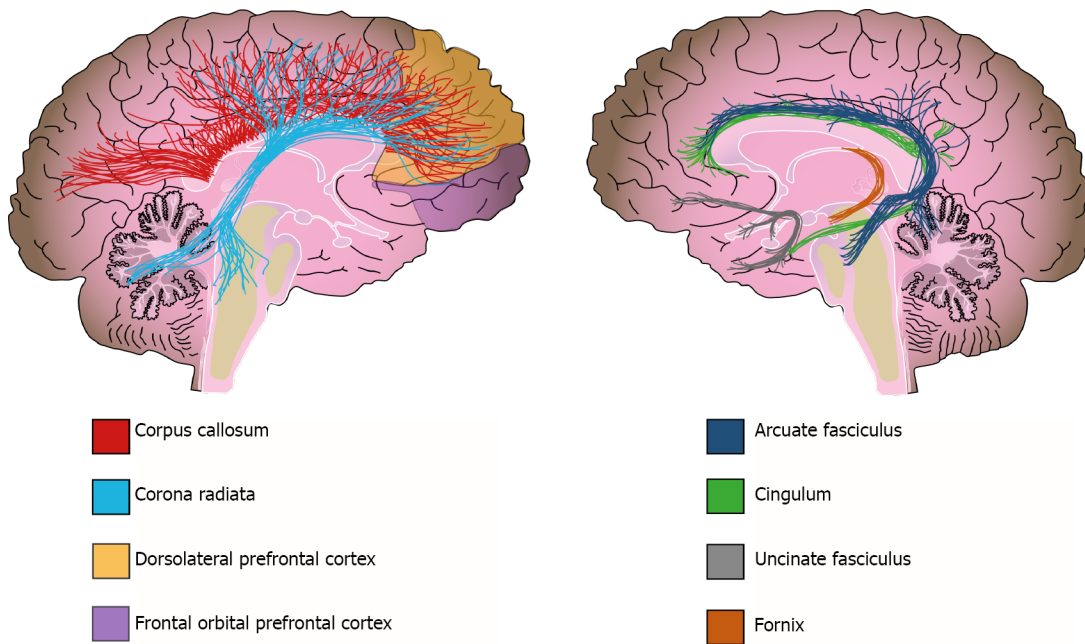 Corpus callosum
Corona radiata
Dorsolateral prefrontal cortex
Frontal orbital prefrontal cortex
Arcuate fasciculus
Cingulum
Uncinate fasciculus
Fornix